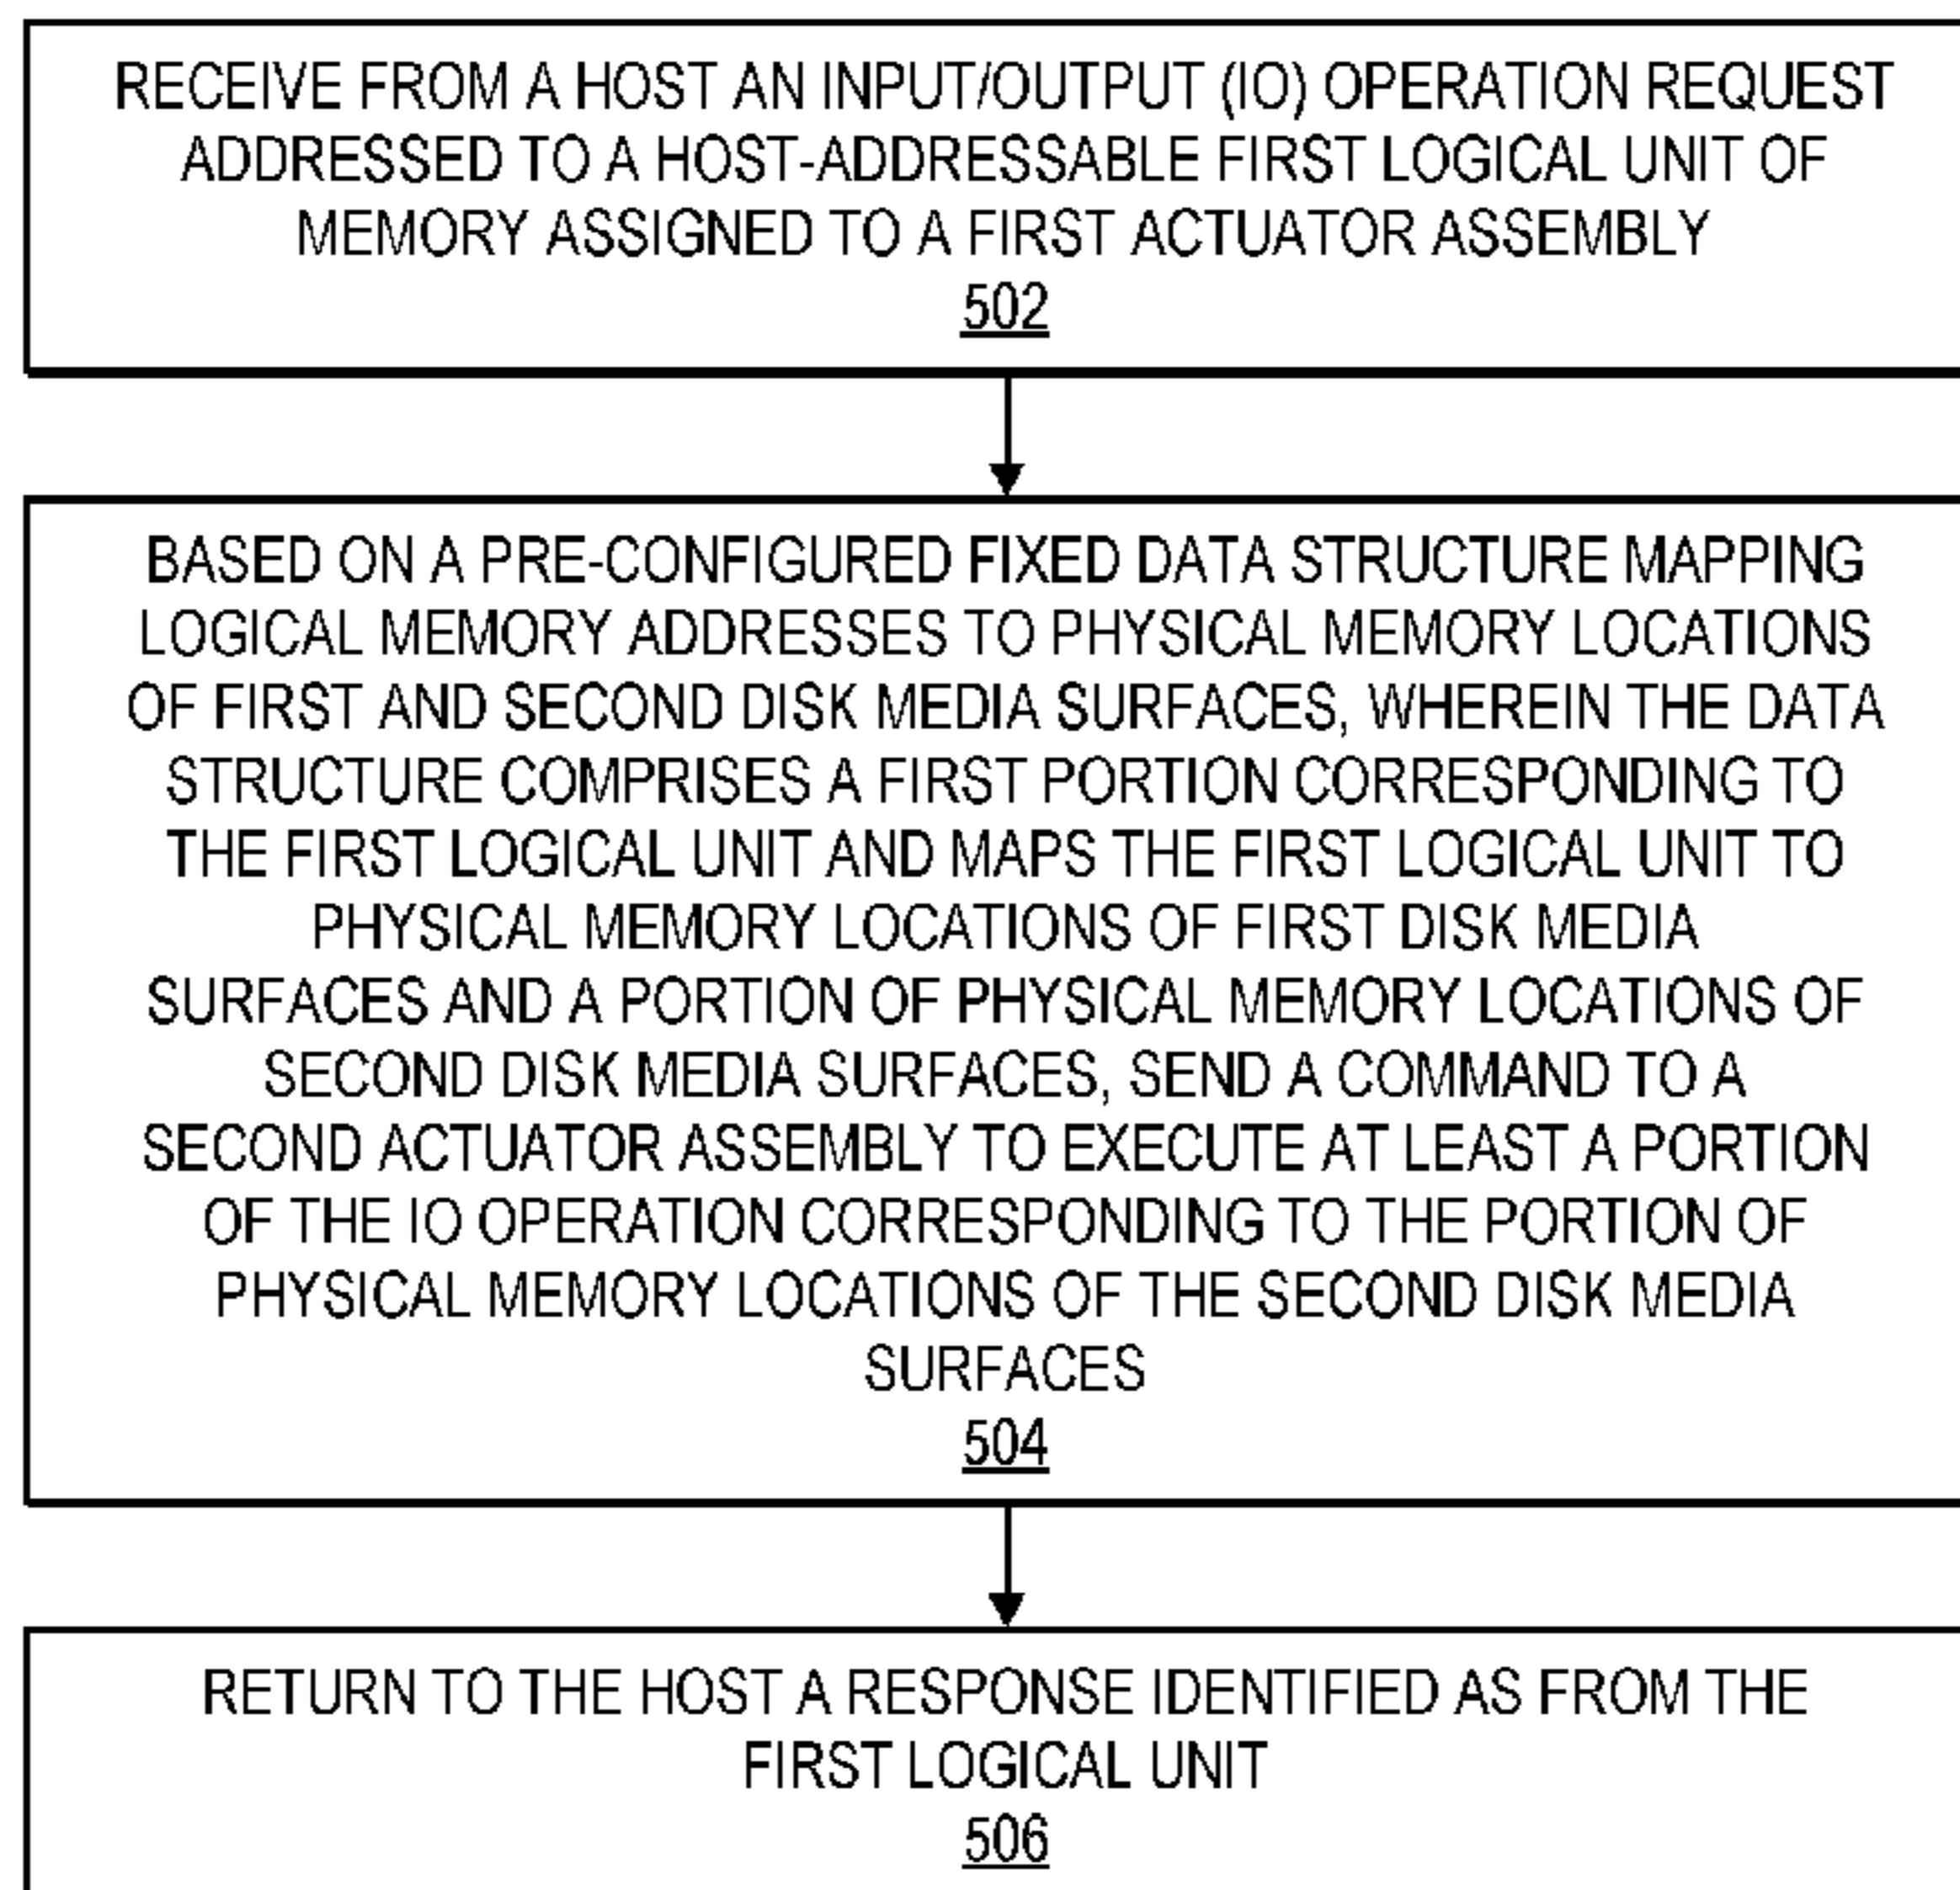 RECEIVE FROM A HOST AN INPUT/OUTPUT (IO) OPERATION REQUEST
ADDRESSED TO A HOST-ADDRESSABLE FIRST LOGICAL UNIT OF
MEMORY ASSIGNED TO A FIRST ACTUATOR ASSEMBLY
502
BASED ON A PRE-CONFIGURED FIXED DATA STRUCTURE MAPPING
LOGICAL MEMORY ADDRESSES TO PHYSICAL MEMORY LOCATIONS
OF FIRST AND SECOND DISK MEDIA SURFACES, WHEREIN THE DATA
STRUCTURE COMPRISES A FIRST PORTION CORRESPONDING TO
THE FIRST LOGICAL UNIT AND MAPS THE FIRST LOGICAL UNIT TO
PHYSICAL MEMORY LOCATIONS OF FIRST DISK MEDIA
SURFACES AND A PORTION OF PHYSICAL MEMORY LOCATIONS OF
SECOND DISK MEDIA SURFACES, SEND A COMMAND TO A
SECOND ACTUATOR ASSEMBLY TO EXECUTE AT LEAST A PORTION
OF THE IO OPERATION CORRESPONDING TO THE PORTION OF
PHYSICAL MEMORY LOCATIONS OF THE SECOND DISK MEDIA
SURFACES
504
RETURN TO THE HOST A RESPONSE IDENTIFIED AS FROM THE
FIRST LOGICAL UNIT
506